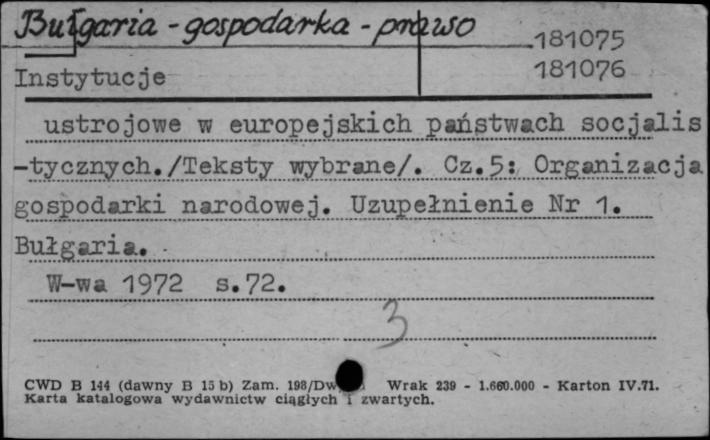 Bułgaria - gospodarka - prawo
181075
Instytucje 181076
ustrojowe w europejskich państwach socjalis
-tycznych./Teksty wybrane/. Cz.5: Organizacja
gospodarki narodowej. Uzupełnienie Nr 1.
Bułgaria.
W-wa 1972 s.72.
3
CWD B 144 (dawny B 15 b) Zam. 198/Dw Wrak 239 - 1.660.000 - Karton IV.71.
Karta katalogowa wydawnictw ciągłych i zwartych.